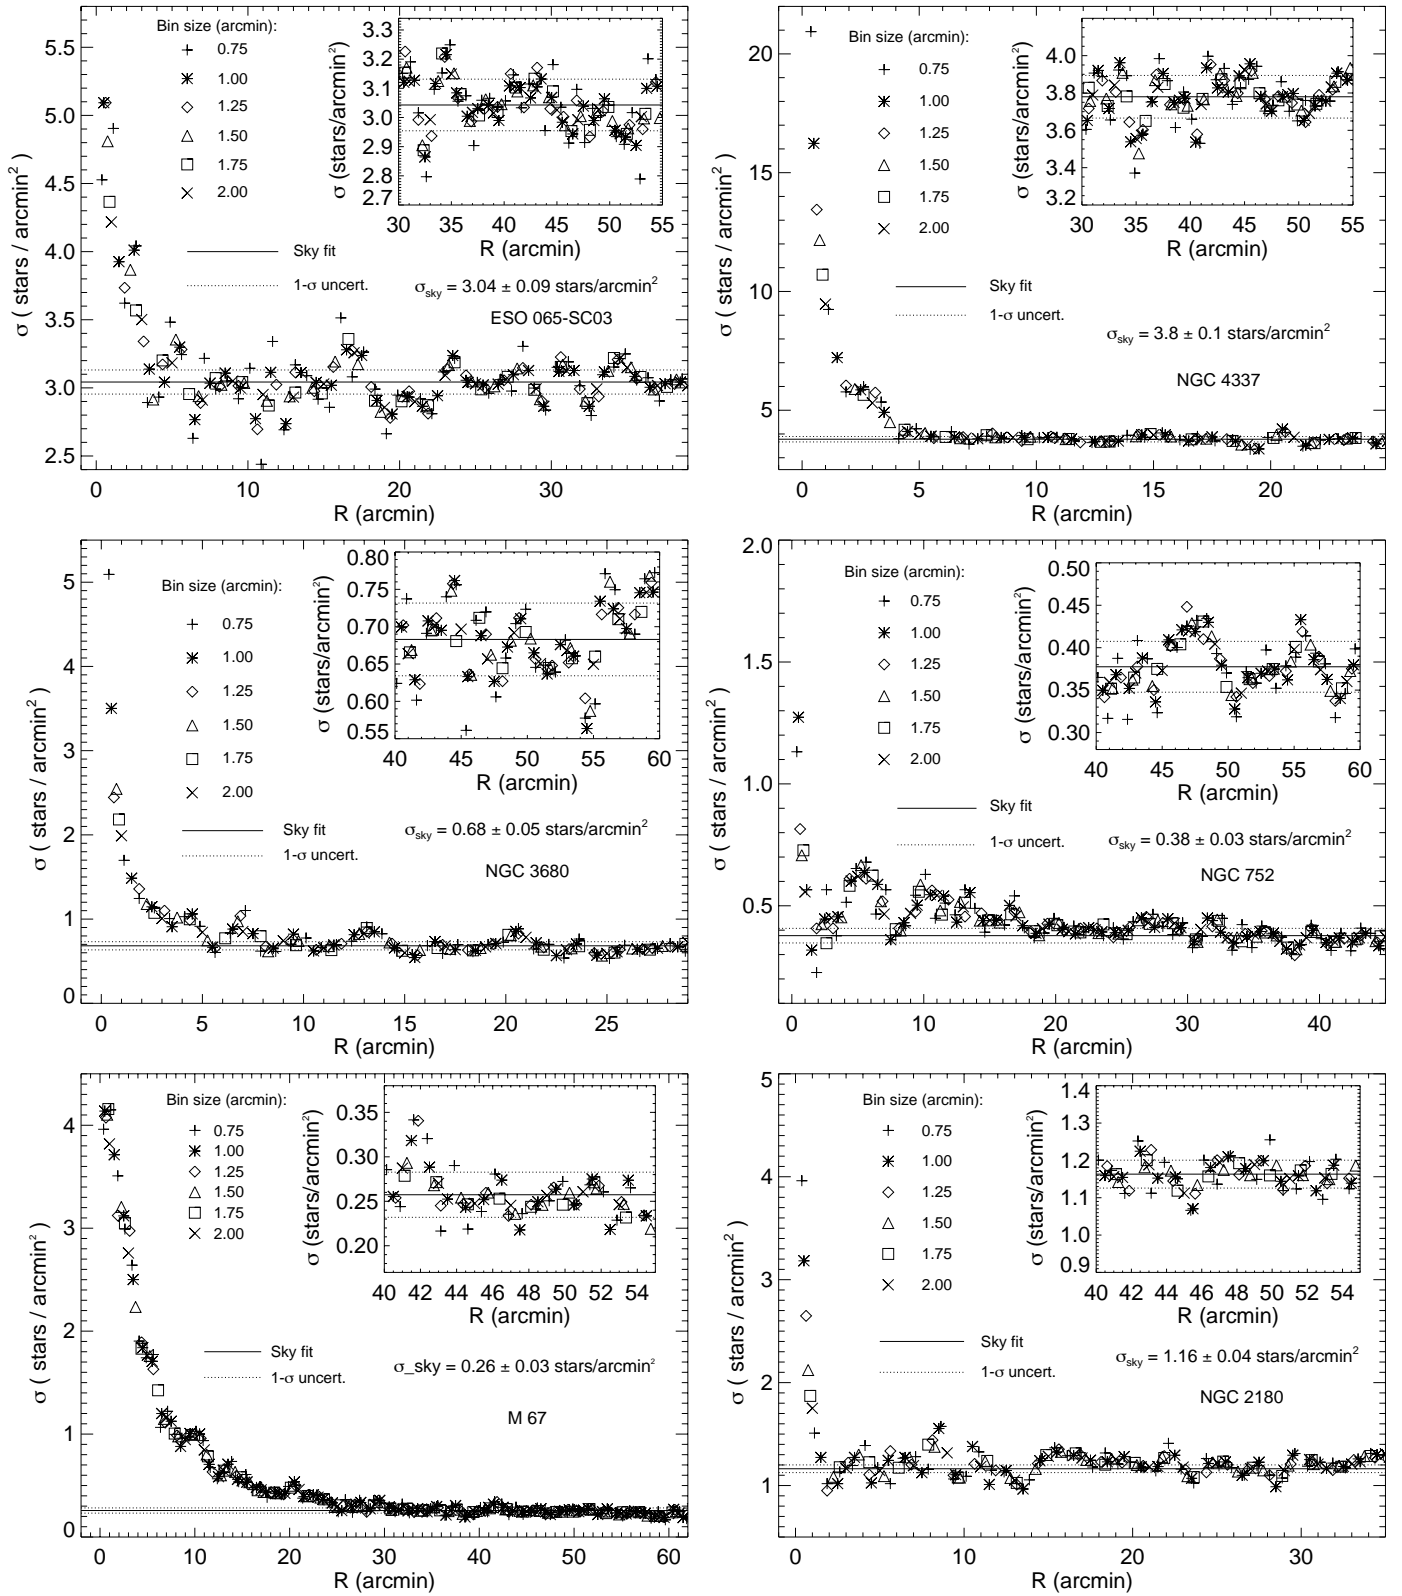 Bin size (arcmin):
0.75
1.00
1.25
1.50
1.75
2.00
Sky fit
1-σ uncert.
σsky = 3.04 ± 0.09 stars/arcmin²
ESO 065-SC03
σ ( stars / arcmin² )
5.5
5.0
4.5
4.0
3.5
3.0
2.5
0 10 20 30
R (arcmin)
σ (stars/arcmin²)
3.3
3.2
3.1
3.0
2.9
2.8
2.7
30 35 40 45 50 55
R (arcmin)
Bin size (arcmin):
0.75
1.00
1.25
1.50
1.75
2.00
Sky fit
1-σ uncert.
σsky = 3.8 ± 0.1 stars/arcmin²
NGC 4337
σ ( stars / arcmin² )
20
15
10
5
0 5 10 15 20
R (arcmin)
σ (stars/arcmin²)
4.0
3.8
3.6
3.4
3.2
30 35 40 45 50 55
R (arcmin)
Bin size (arcmin):
0.75
1.00
1.25
1.50
1.75
2.00
Sky fit
1-σ uncert.
σsky = 0.68 ± 0.05 stars/arcmin²
NGC 3680
σ ( stars / arcmin² )
5
4
3
2
1
0
0 5 10 15 20 25
R (arcmin)
σ (stars/arcmin²)
0.80
0.75
0.70
0.65
0.60
0.55
40 45 50 55 60
R (arcmin)
Bin size (arcmin):
0.75
1.00
1.25
1.50
1.75
2.00
Sky fit
1-σ uncert.
σsky = 0.38 ± 0.03 stars/arcmin²
NGC 752
σ ( stars / arcmin² )
2.0
1.5
1.0
0.5
0 10 20 30 40
R (arcmin)
σ (stars/arcmin²)
0.50
0.45
0.40
0.35
0.30
40 45 50 55 60
R (arcmin)
Bin size (arcmin):
0.75
1.00
1.25
1.50
1.75
2.00
Sky fit
1-σ uncert.
σ_sky = 0.26 ± 0.03 stars/arcmin²
M 67
σ ( stars / arcmin² )
4
3
2
1
0
0 10 20 30 40 50 60
R (arcmin)
σ (stars/arcmin²)
0.35
0.30
0.25
0.20
40 42 44 46 48 50 52 54
R (arcmin)
Bin size (arcmin):
0.75
1.00
1.25
1.50
1.75
2.00
Sky fit
1-σ uncert.
σsky = 1.16 ± 0.04 stars/arcmin²
NGC 2180
σ ( stars / arcmin² )
5
4
3
2
1
0 10 20 30
R (arcmin)
σ (stars/arcmin²)
1.4
1.3
1.2
1.1
1.0
0.9
40 42 44 46 48 50 52 54
R (arcmin)